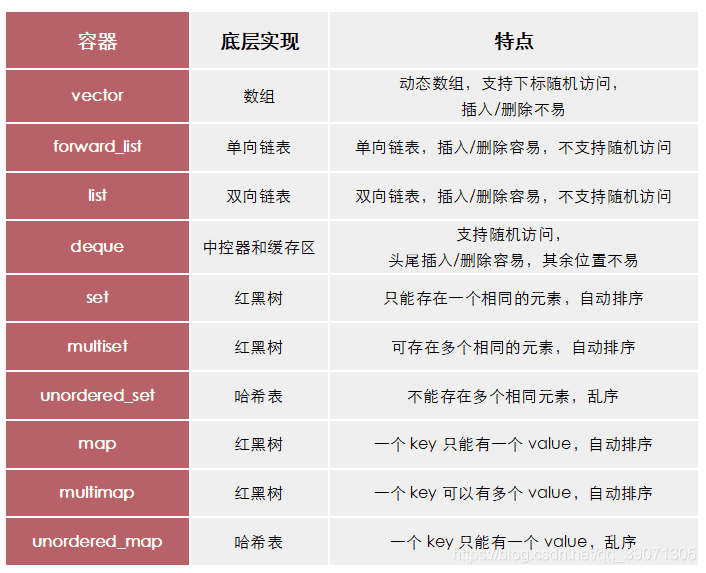 容器 底层实现 特点
vector 数组 动态数组，支持下标随机访问，
插入/删除不易
forward_list 单向链表 单向链表，插入/删除容易，不支持随机访问
list 双向链表 双向链表，插入/删除容易，不支持随机访问
deque 中控器和缓存区 支持随机访问，
头尾插入/删除容易，其余位置不易
set 红黑树 只能存在一个相同的元素，自动排序
multiset 红黑树 可存在多个相同的元素，自动排序
unordered_set 哈希表 不能存在多个相同元素，乱序
map 红黑树 一个 key 只能有一个 value，自动排序
multimap 红黑树 一个 key 可以有多个 value，自动排序
unordered_map 哈希表 一个 key 只能有一个 value，乱序
https://blog.csdn.net/qq_39071305